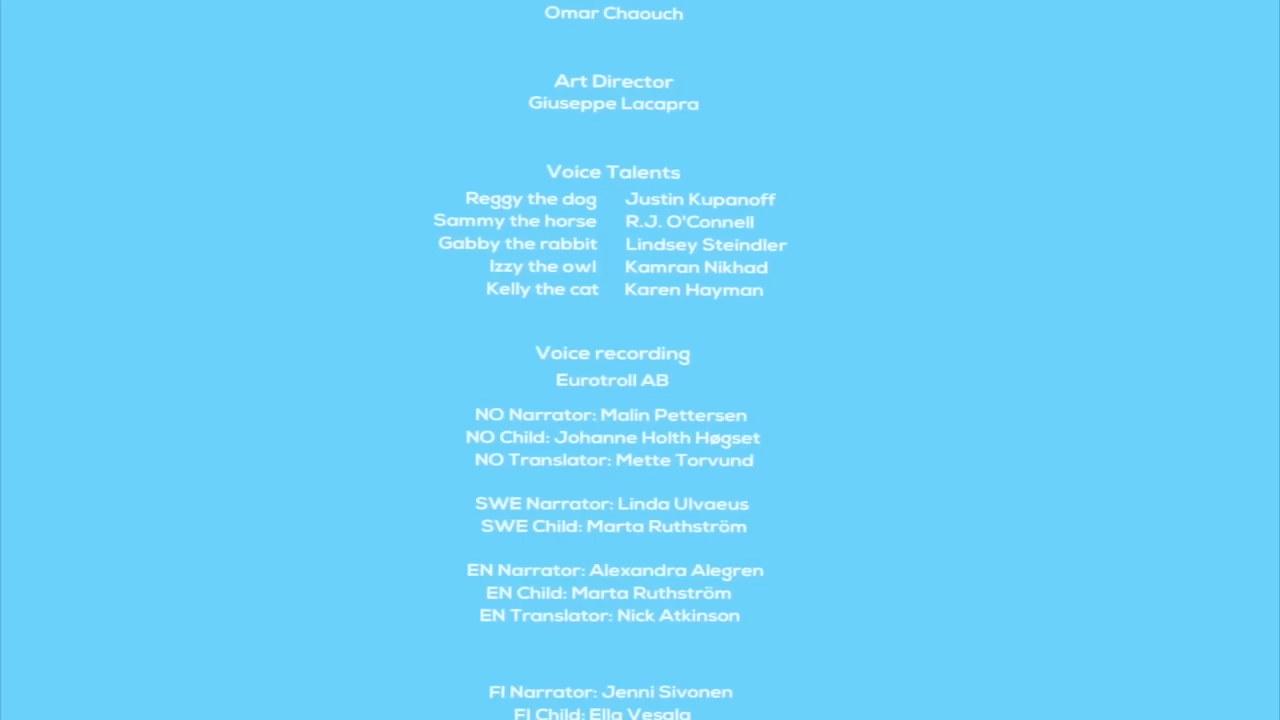 Omar Chaouch
Art Director
Giuseppe Lacapra
Voice Talents
Reggy the dog Justin Kupanoff
Sammy the horse R.J. O'Connell
Gabby the rabbit Lindsey Steindler
Izzy the owl Kamran Nikhad
Kelly the cat Karen Hayman
Voice recording
Eurotroll AB
NO Narrator: Malin Pettersen
NO Child: Johanne Holth Høgset
NO Translator: Mette Torvund
SWE Narrator: Linda Ulvaeus
SWE Child: Marta Ruthström
EN Narrator: Alexandra Alegren
EN Child: Marta Ruthström
EN Translator: Nick Atkinson
FI Narrator: Jenni Sivonen
FI Child: Ella Vesala